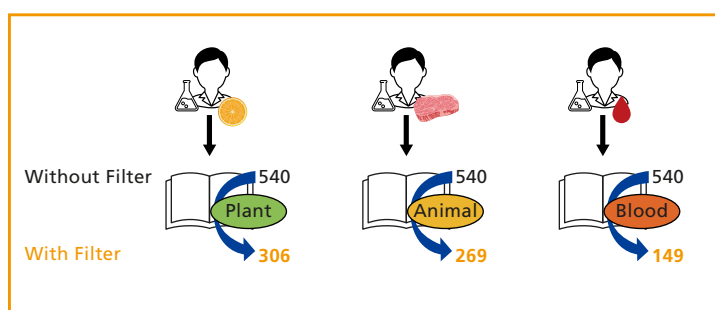 Without Filter 540 540 540
Plant Animal Blood
With Filter 306 269 149